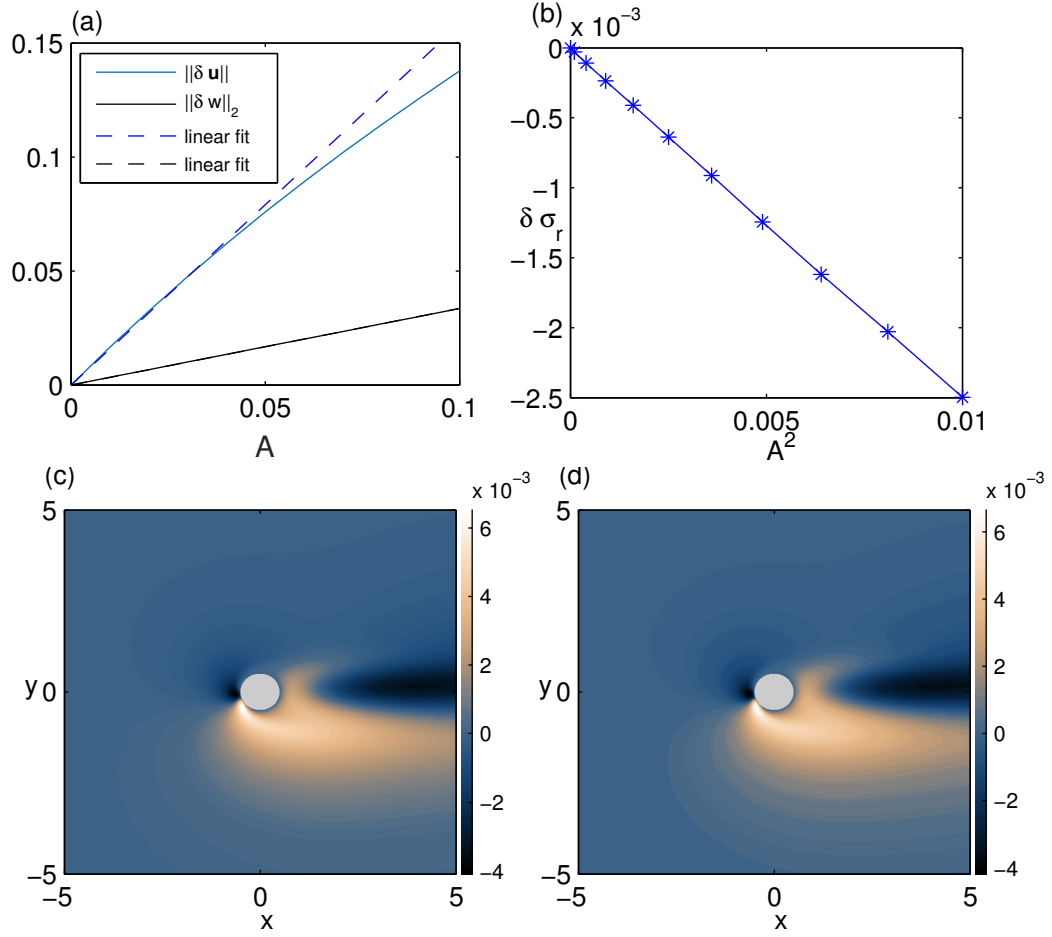 (a)
0.15
0.1
0.05
0
0
0.05
0.1
A
||δ u||
||δ w||2
linear fit
linear fit
(b)
x 10−3
0
−0.5
−1
−1.5
−2
−2.5
δ σr
0
0.005
0.01
A2
(c)
5
0
−5
y
−5
0
5
x
x 10−3
6
4
2
0
−2
−4
(d)
5
0
−5
y
−5
0
5
x
x 10−3
6
4
2
0
−2
−4